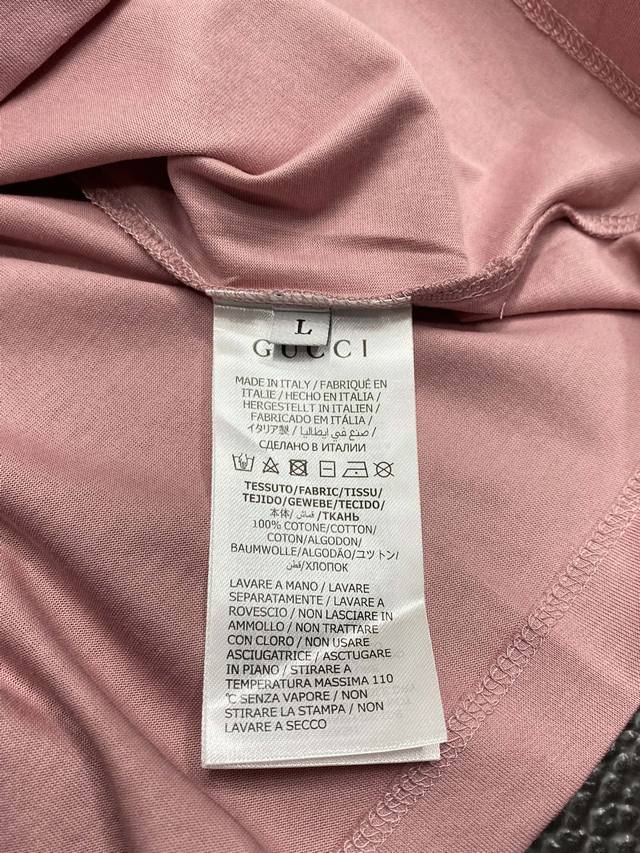 L
GUCCI
MADE IN ITALY / FABRIQUÉ EN
ITALIE / HECHO EN ITALIA /
HERGESTELLT IN ITALIEN /
FABRICADO EM ITÁLIA /
イタリア製 / صنع في إيطاليا /
СДЕЛАНО В ИТАЛИИ
TESSUTO/FABRIC/TISSU/
TEJIDO/GEWEBE/TECIDO/
本体/ قماش /ТКАНЬ
100% COTONE/COTTON/
COTON/ALGODON/
BAUMWOLLE/ALGODÃO/コットン/
قطن/ХЛОПОК
LAVARE A MANO / LAVARE
SEPARATAMENTE / LAVARE A
ROVESCIO / NON LASCIARE IN
AMMOLLO / NON TRATTARE
CON CLORO / NON USARE
ASCIUGATRICE / ASCTUGARE
IN PIANO / STIRARE A
TEMPERATURA MASSIMA 110
℃ SENZA VAPORE / NON
STIRARE LA STAMPA / NON
LAVARE A SECCO